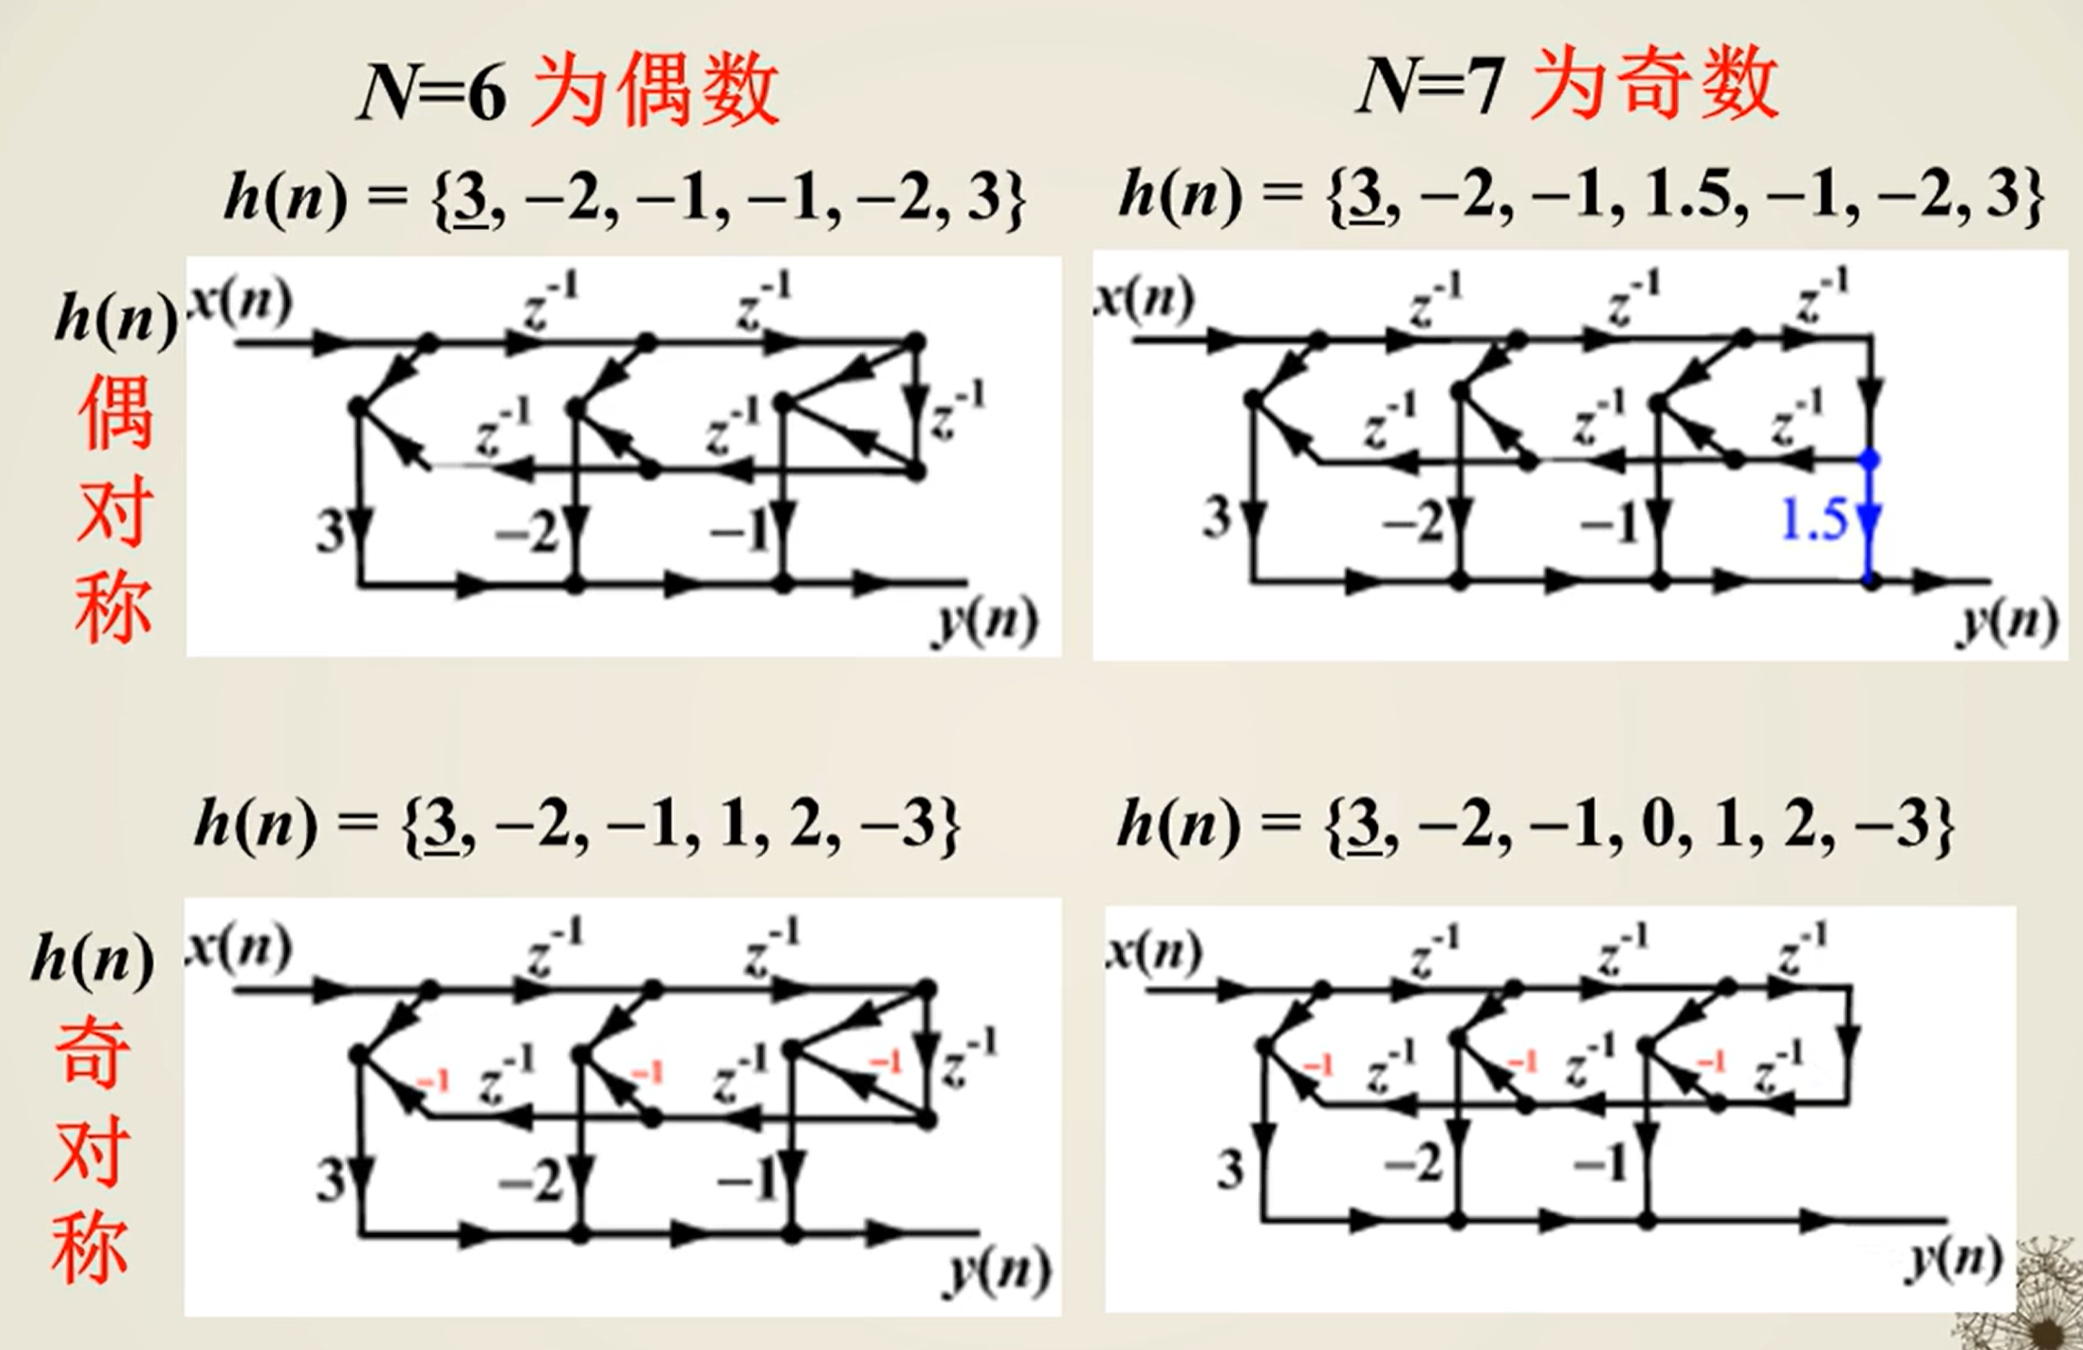 N=6 为偶数
N=7 为奇数
h(n) = {3, –2, –1, –1, –2, 3}
h(n) = {3, –2, –1, 1.5, –1, –2, 3}
h(n)
偶
对
称
x(n) z⁻¹ z⁻¹
z⁻¹ z⁻¹ z⁻¹
3 –2 –1
y(n)
x(n) z⁻¹ z⁻¹ z⁻¹
z⁻¹ z⁻¹ z⁻¹
3 –2 –1 1.5
y(n)
h(n) = {3, –2, –1, 1, 2, –3}
h(n) = {3, –2, –1, 0, 1, 2, –3}
h(n)
奇
对
称
x(n) z⁻¹ z⁻¹
–1 z⁻¹ –1 z⁻¹ –1 z⁻¹
3 –2 –1
y(n)
x(n) z⁻¹ z⁻¹ z⁻¹
–1 z⁻¹ –1 z⁻¹ –1 z⁻¹
3 –2 –1
y(n)